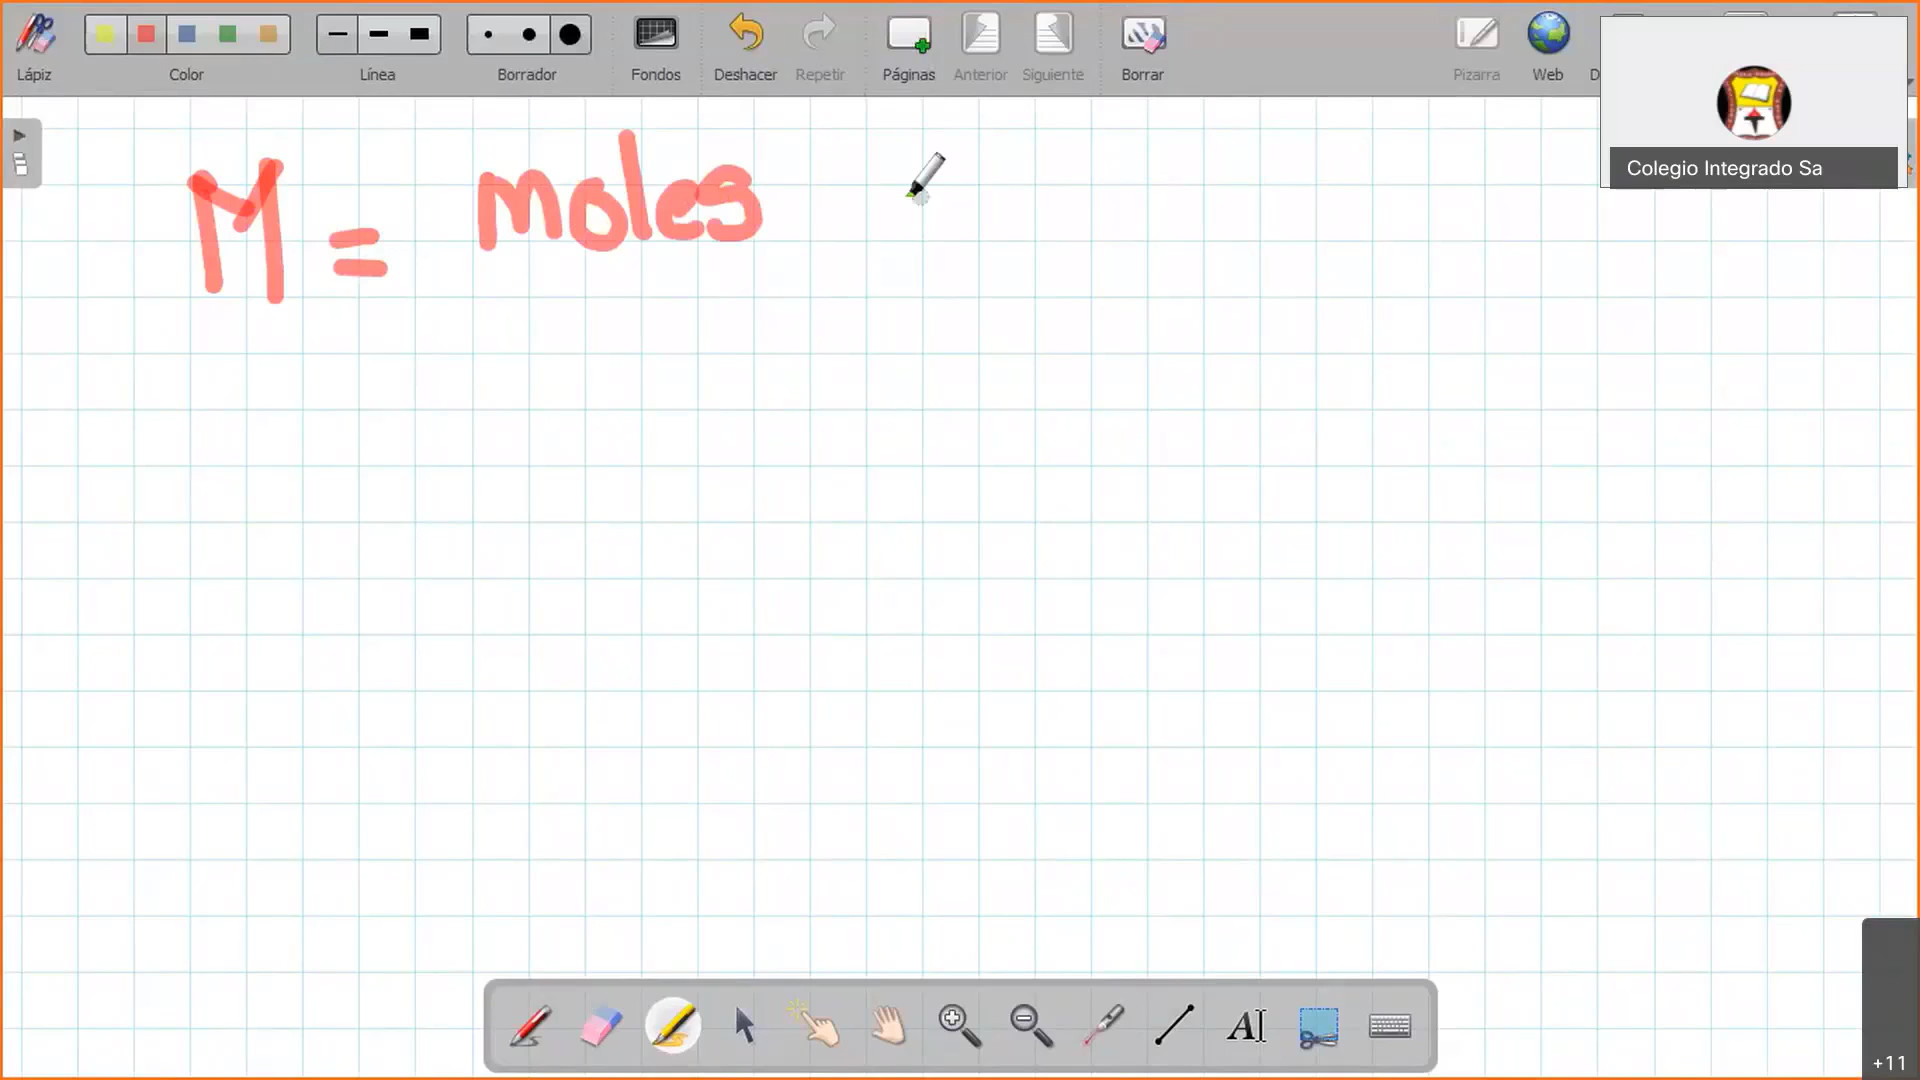 Lápiz Color Línea Borrador Fondos Deshacer Repetir Páginas Anterior Siguiente Borrar Pizarra Web D
Colegio Integrado Sa
M = moles
A
+11